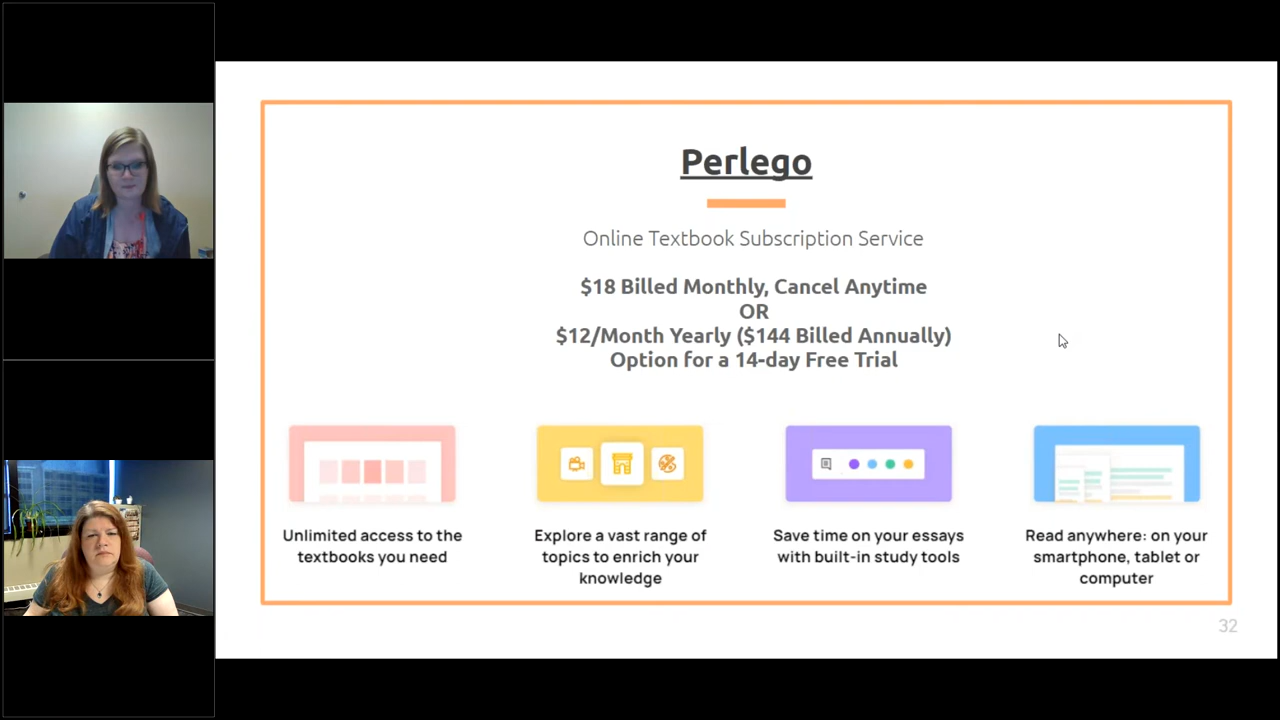 Perlego
Online Textbook Subscription Service
$18 Billed Monthly, Cancel Anytime
OR
$12/Month Yearly ($144 Billed Annually)
Option for a 14-day Free Trial
Unlimited access to the
textbooks you need
Explore a vast range of
topics to enrich your
knowledge
Save time on your essays
with built-in study tools
Read anywhere: on your
smartphone, tablet or
computer
32